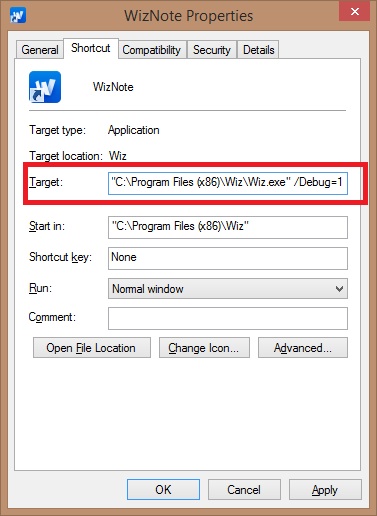 WizNote Properties
General Shortcut Compatibility Security Details
WizNote
Target type: Application
Target location: Wiz
Target: "C:\Program Files (x86)\Wiz\Wiz.exe" /Debug=1
Start in: "C:\Program Files (x86)\Wiz"
Shortcut key: None
Run: Normal window
Comment:
Open File Location Change Icon... Advanced...
OK Cancel Apply